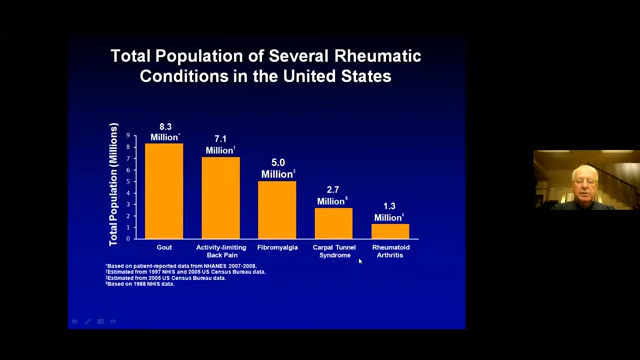 Total Population of Several Rheumatic
Conditions in the United States
Total Population (Millions)
9
8
7
6
5
4
3
2
1
0
8.3
Million*
7.1
Million†
5.0
Million‡
2.7
Million§
1.3
Million‡
Gout
Activity-limiting
Back Pain
Fibromyalgia
Carpal Tunnel
Syndrome
Rheumatoid
Arthritis
*Based on patient-reported data from NHANES 2007-2008.
†Estimated from 1997 NHIS and 2006 US Census Bureau data.
‡Estimated from 2005 US Census Bureau data.
§Based on 1988 NHIS data.